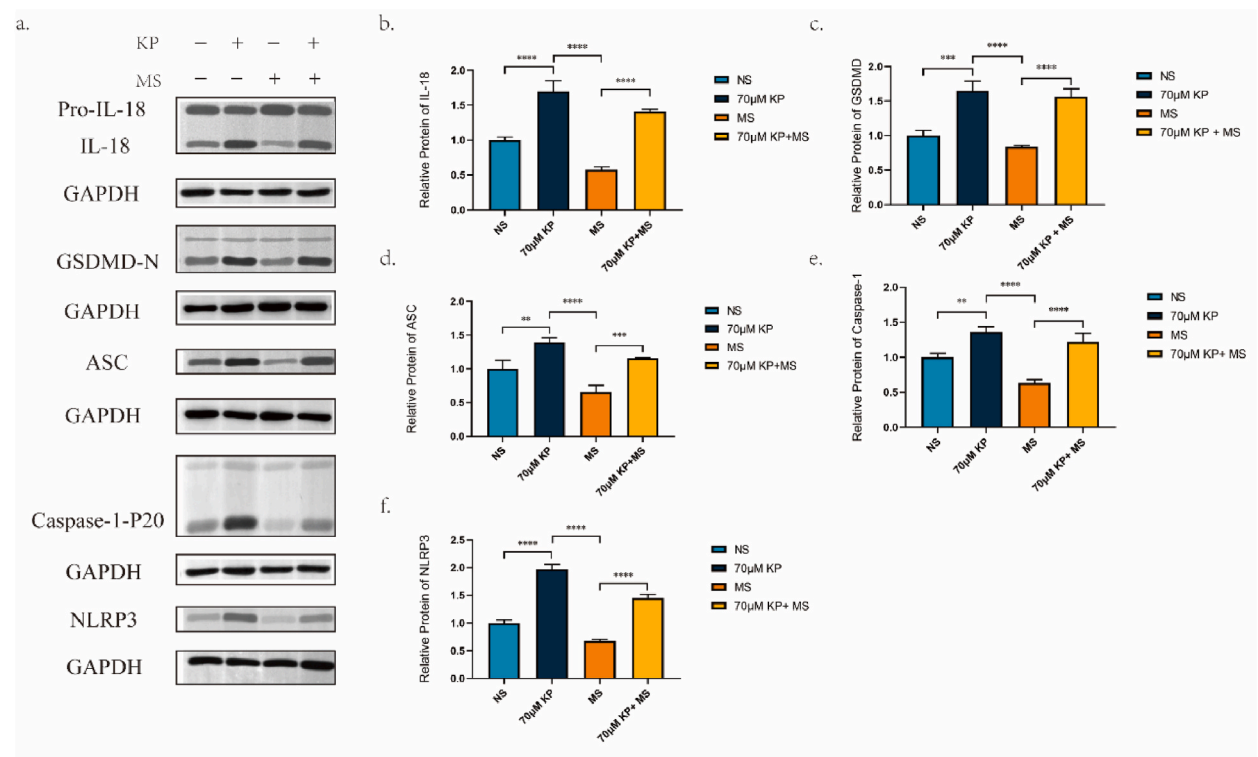 a.
KP − + − +
MS − − + +
Pro-IL-18
IL-18
GAPDH
GSDMD-N
GAPDH
ASC
GAPDH
Caspase-1-P20
GAPDH
NLRP3
GAPDH
b.
Relative Protein of IL-18
2.0
1.5
1.0
0.5
0.0
**** **** ****
NS 70μM KP MS 70μM KP+MS
NS
70μM KP
MS
70μM KP+MS
c.
Relative Protein of GSDMD
2.0
1.5
1.0
0.5
0.0
*** **** ****
NS 70μM KP MS 70μM KP + MS
NS
70μM KP
MS
70μM KP + MS
d.
Relative Protein of ASC
2.0
1.5
1.0
0.5
0.0
** **** ***
NS 70μM KP MS 70μM KP+MS
NS
70μM KP
MS
70μM KP+MS
e.
Relative Protein of Caspase-1
2.0
1.5
1.0
0.5
0.0
** **** ****
NS 70μM KP MS 70μM KP+ MS
NS
70μM KP
MS
70μM KP+ MS
f.
Relative Protein of NLRP3
2.5
2.0
1.5
1.0
0.5
0.0
**** **** ****
NS 70μM KP MS 70μM KP+ MS
NS
70μM KP
MS
70μM KP+ MS